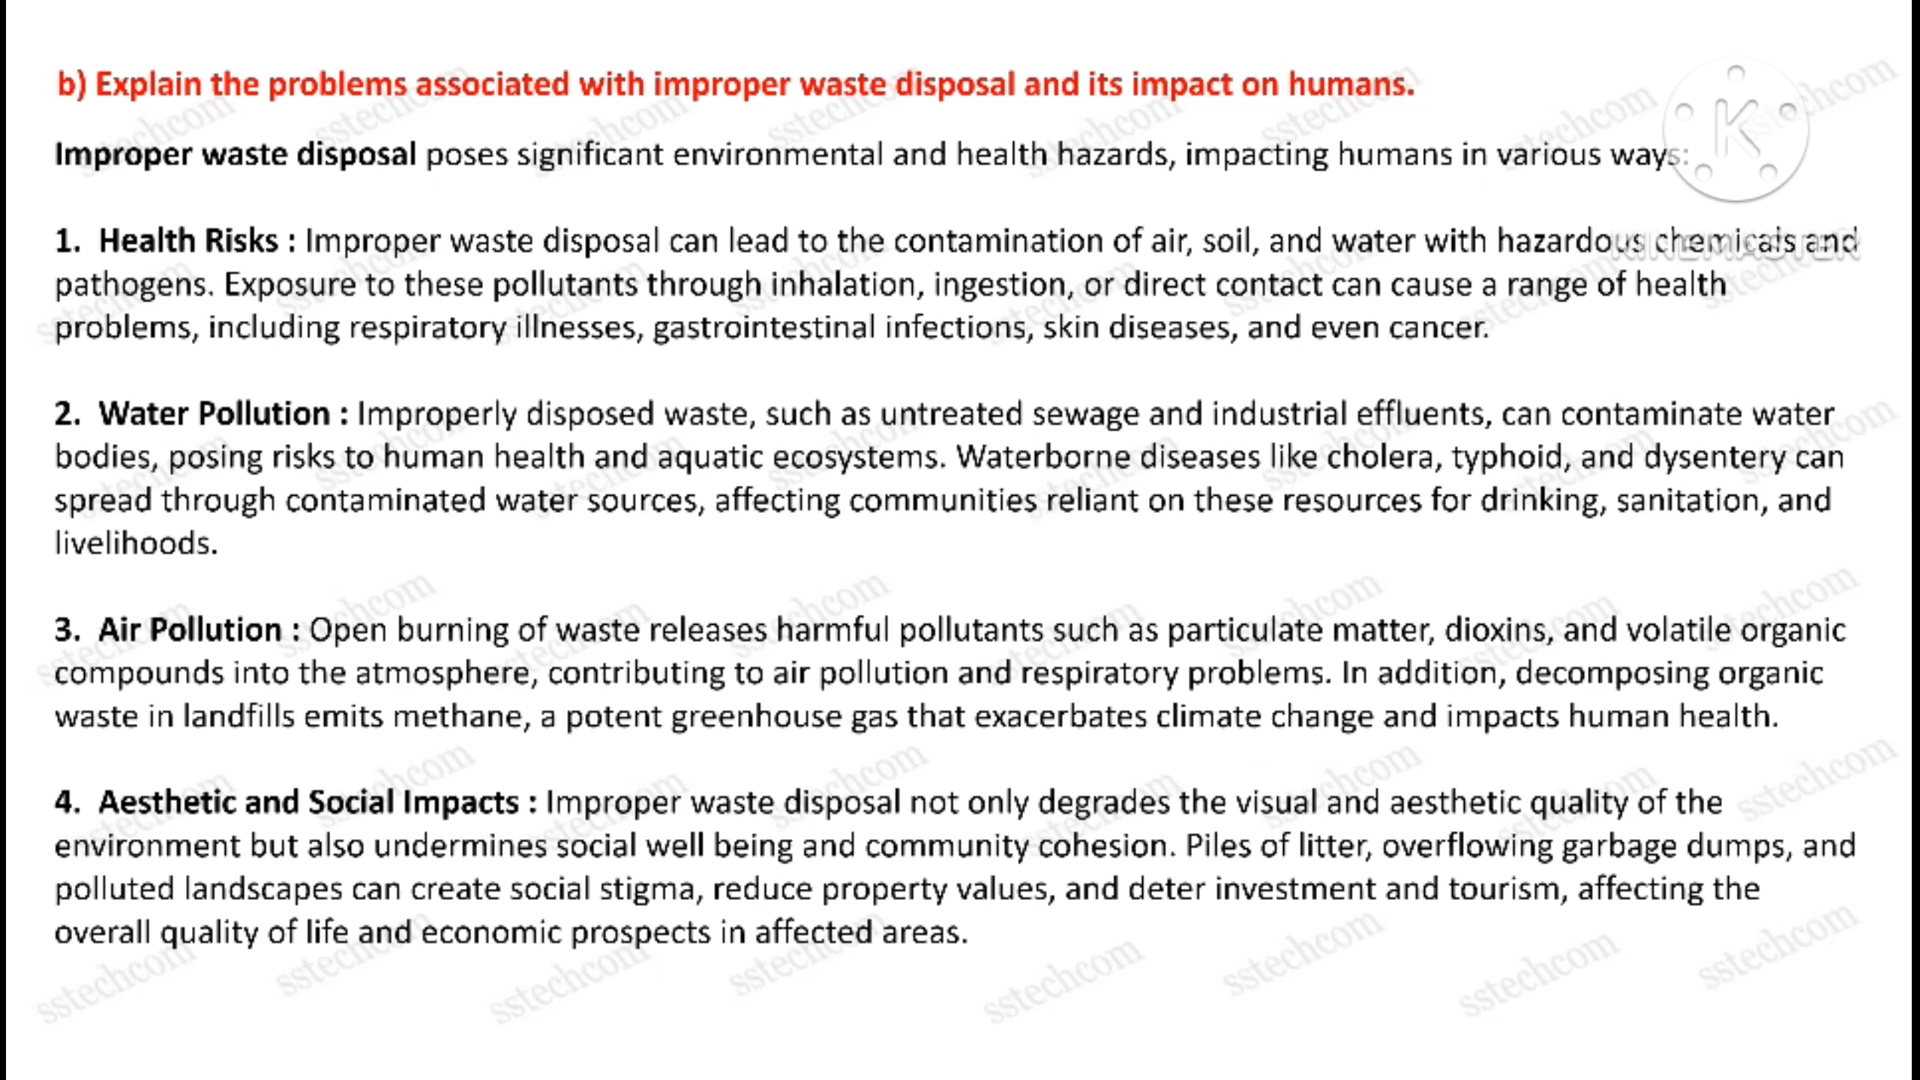 b) Explain the problems associated with improper waste disposal and its impact on humans.
Improper waste disposal poses significant environmental and health hazards, impacting humans in various ways:
1. Health Risks : Improper waste disposal can lead to the contamination of air, soil, and water with hazardous chemicals and
pathogens. Exposure to these pollutants through inhalation, ingestion, or direct contact can cause a range of health
problems, including respiratory illnesses, gastrointestinal infections, skin diseases, and even cancer.
2. Water Pollution : Improperly disposed waste, such as untreated sewage and industrial effluents, can contaminate water
bodies, posing risks to human health and aquatic ecosystems. Waterborne diseases like cholera, typhoid, and dysentery can
spread through contaminated water sources, affecting communities reliant on these resources for drinking, sanitation, and
livelihoods.
3. Air Pollution : Open burning of waste releases harmful pollutants such as particulate matter, dioxins, and volatile organic
compounds into the atmosphere, contributing to air pollution and respiratory problems. In addition, decomposing organic
waste in landfills emits methane, a potent greenhouse gas that exacerbates climate change and impacts human health.
4. Aesthetic and Social Impacts : Improper waste disposal not only degrades the visual and aesthetic quality of the
environment but also undermines social well being and community cohesion. Piles of litter, overflowing garbage dumps, and
polluted landscapes can create social stigma, reduce property values, and deter investment and tourism, affecting the
overall quality of life and economic prospects in affected areas.
K
KINEMASTER
sstechcom